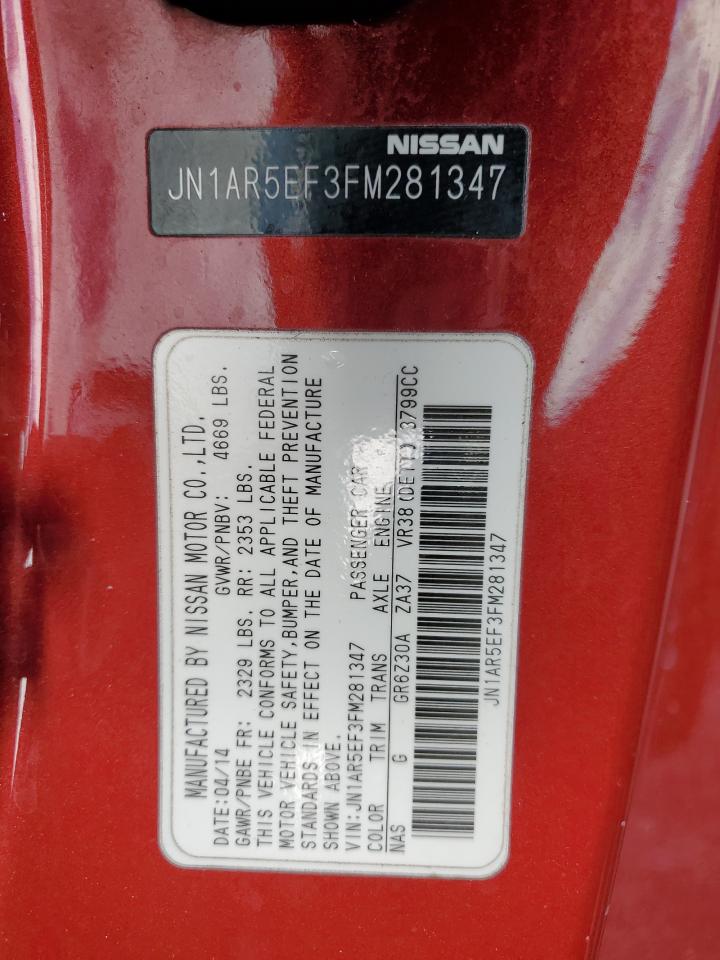 NISSAN
JN1AR5EF3FM281347
MANUFACTURED BY NISSAN MOTOR CO.,LTD.
DATE:04/14 GVWR/PNBV: 4669 LBS.
GAWR/PNBE FR: 2329 LBS. RR: 2353 LBS.
THIS VEHICLE CONFORMS TO ALL APPLICABLE FEDERAL
MOTOR VEHICLE SAFETY,BUMPER,AND THEFT PREVENTION
STANDARDS IN EFFECT ON THE DATE OF MANUFACTURE
SHOWN ABOVE.
VIN:JN1AR5EF3FM281347 PASSENGER CAR
COLOR TRIM TRANS AXLE ENGINE
NAS G GR6Z30A ZA37 VR38 3799CC
JN1AR5EF3FM281347